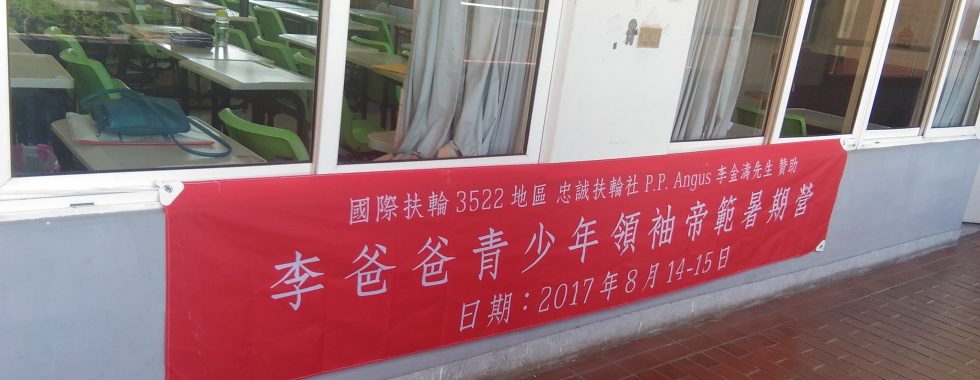 國際扶輪 3522 地區 忠誠扶輪社 P.P. Angus 李金濤先生 贊助
李爸爸青少年領袖帝範暑期營
日期：2017 年 8 月 14-15 日